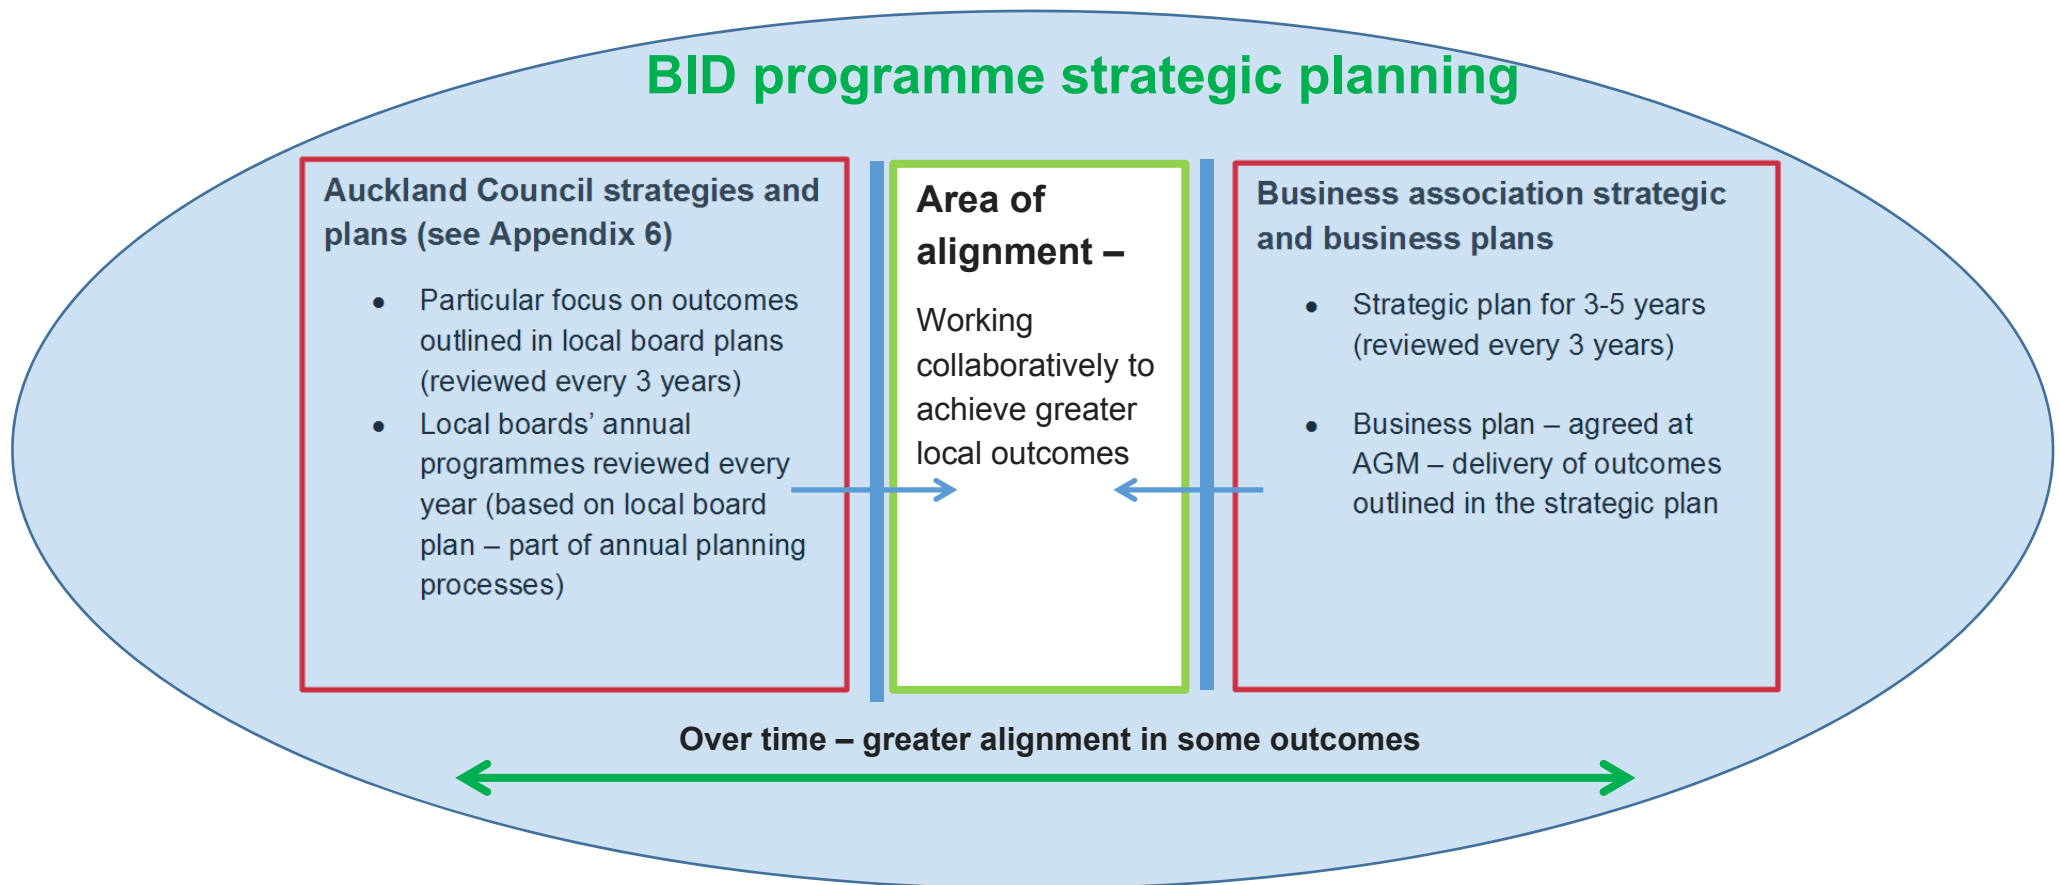 BID programme strategic planning
Auckland Council strategies and
plans (see Appendix 6)
● Particular focus on outcomes
outlined in local board plans
(reviewed every 3 years)
● Local boards’ annual
programmes reviewed every
year (based on local board
plan – part of annual planning
processes)
Area of
alignment –
Working
collaboratively to
achieve greater
local outcomes
Business association strategic
and business plans
● Strategic plan for 3-5 years
(reviewed every 3 years)
● Business plan – agreed at
AGM – delivery of outcomes
outlined in the strategic plan
Over time – greater alignment in some outcomes